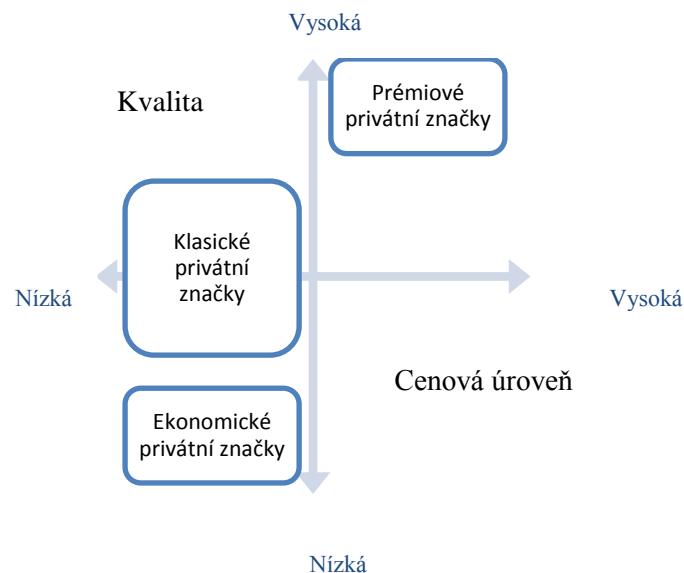 Vysoká
Kvalita
Prémiové
privátní značky
Klasické
privátní
značky
Nízká
Vysoká
Cenová úroveň
Ekonomické
privátní značky
Nízká